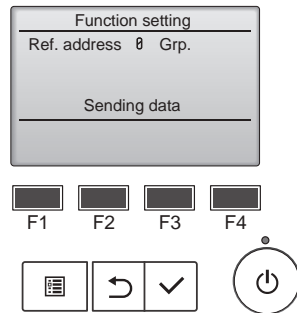 Function setting
Ref. address 0 Grp.
Sending data
F1 F2 F3 F4